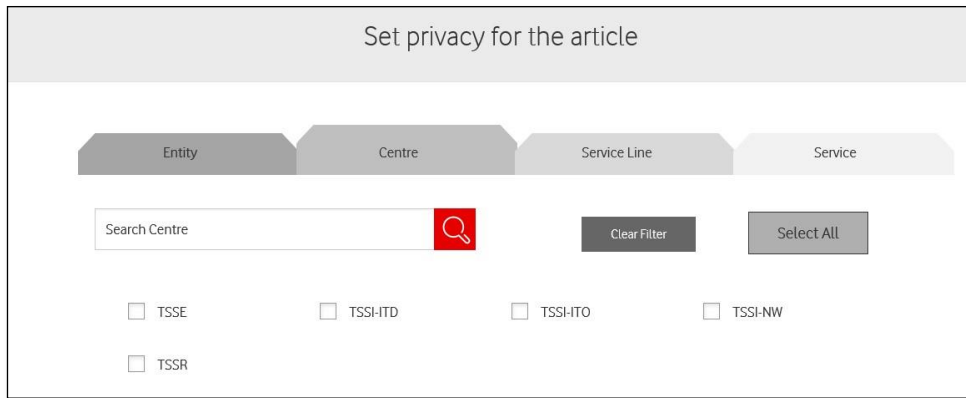 Set privacy for the article
Entity Centre Service Line Service
Search Centre Clear Filter Select All
TSSE TSSI-ITD TSSI-ITO TSSI-NW
TSSR